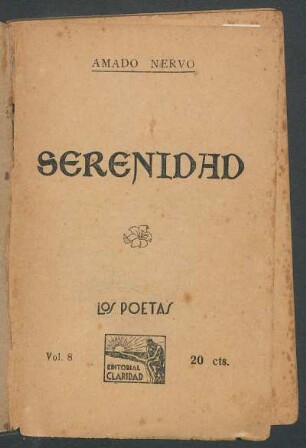 AMADO NERVO
SERENIDAD
LOS POETAS
Vol. 8
EDITORIAL
CLARIDAD
20 cts.